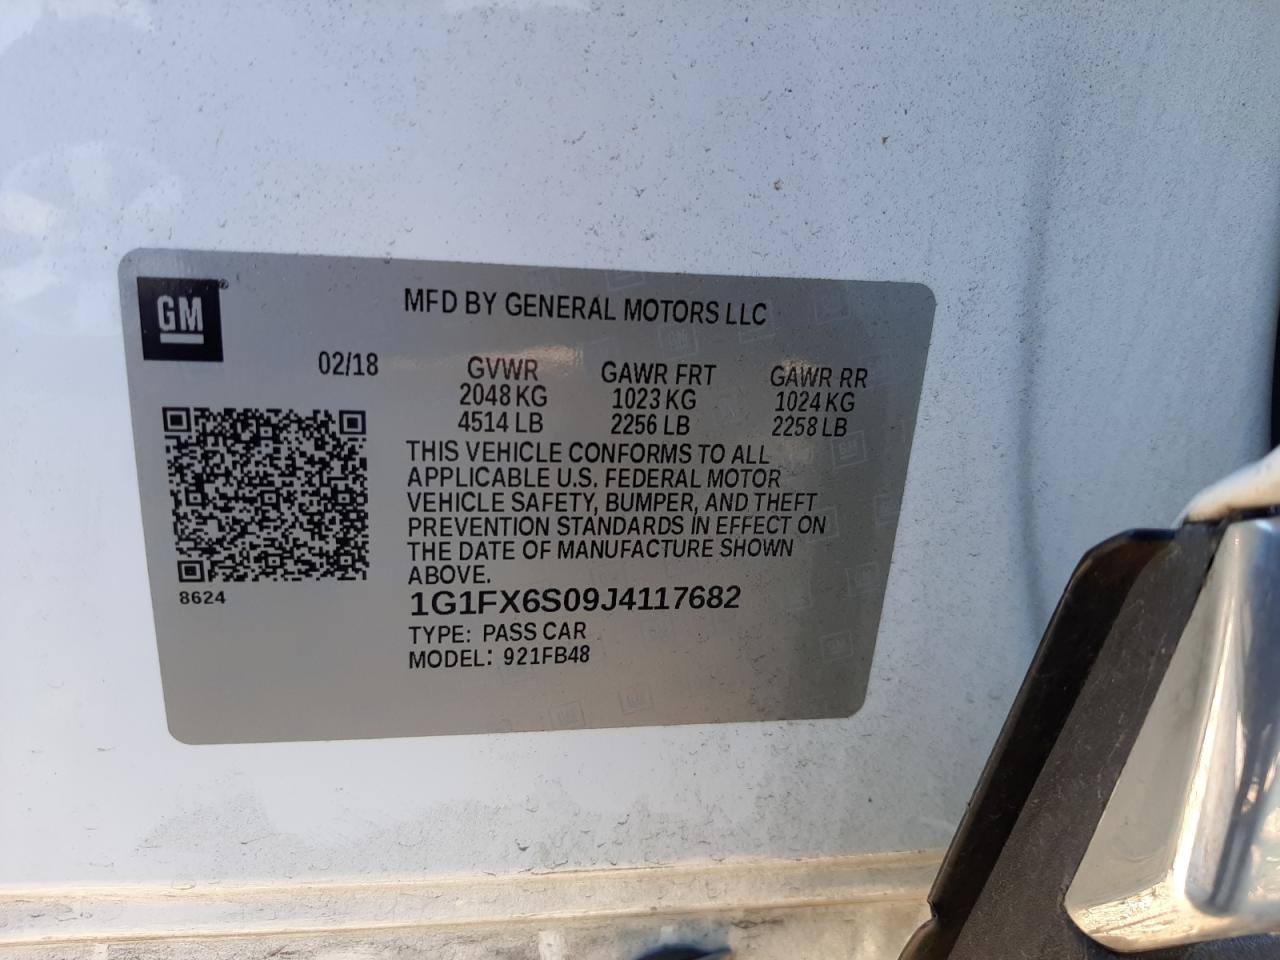 GM
MFD BY GENERAL MOTORS LLC
02/18 GVWR GAWR FRT GAWR RR
2048 KG 1023 KG 1024 KG
4514 LB 2256 LB 2258 LB
THIS VEHICLE CONFORMS TO ALL
APPLICABLE U.S. FEDERAL MOTOR
VEHICLE SAFETY, BUMPER, AND THEFT
PREVENTION STANDARDS IN EFFECT ON
THE DATE OF MANUFACTURE SHOWN
ABOVE.
8624
1G1FX6S09J4117682
TYPE: PASS CAR
MODEL: 921FB48